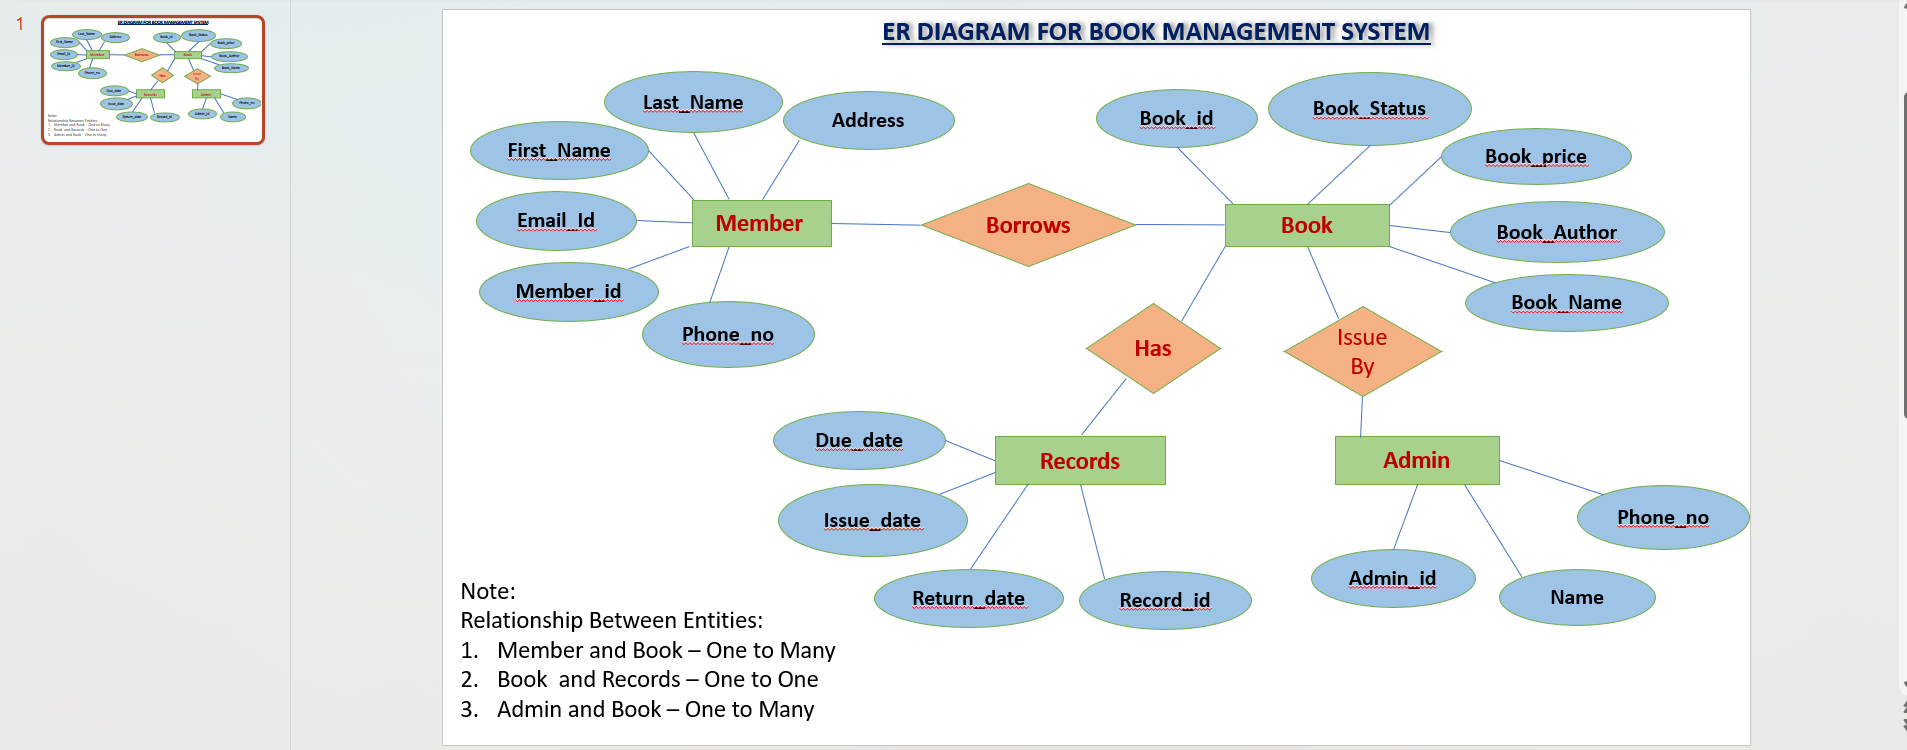 1
ER DIAGRAM FOR BOOK MANAGEMENT SYSTEM
Last_Name
Address
First_Name
Email_Id
Member_id
Phone_no
Member
Borrows
Book_id
Book_Status
Book_price
Book_Author
Book_Name
Book
Has
Issue
By
Due_date
Issue_date
Return_date
Record_id
Records
Admin
Phone_no
Admin_id
Name
Note:
Relationship Between Entities:
1. Member and Book – One to Many
2. Book  and Records – One to One
3. Admin and Book – One to Many